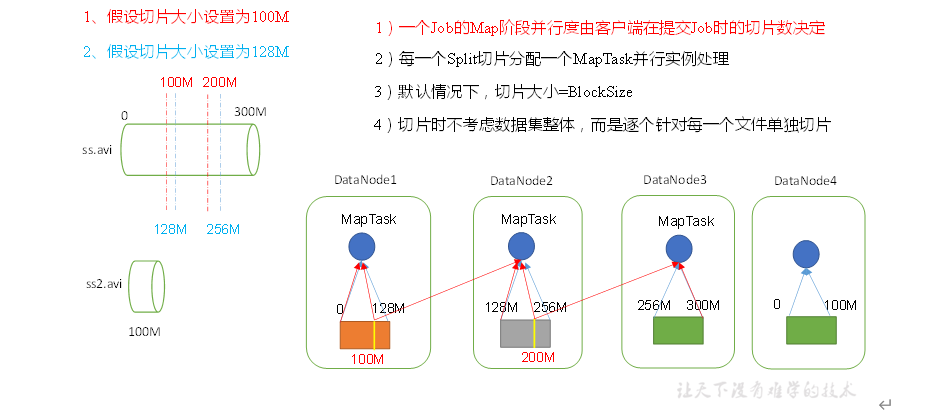 1、假设切片大小设置为100M
2、假设切片大小设置为128M
100M 200M
0 300M
ss.avi
128M 256M
ss2.avi
100M
1）一个Job的Map阶段并行度由客户端在提交Job时的切片数决定
2）每一个Split切片分配一个MapTask并行实例处理
3）默认情况下，切片大小=BlockSize
4）切片时不考虑数据集整体，而是逐个针对每一个文件单独切片
DataNode1 DataNode2 DataNode3 DataNode4
MapTask MapTask MapTask
0 128M 128M 256M 256M 300M 0 100M
100M 200M
让天下没有难学的技术